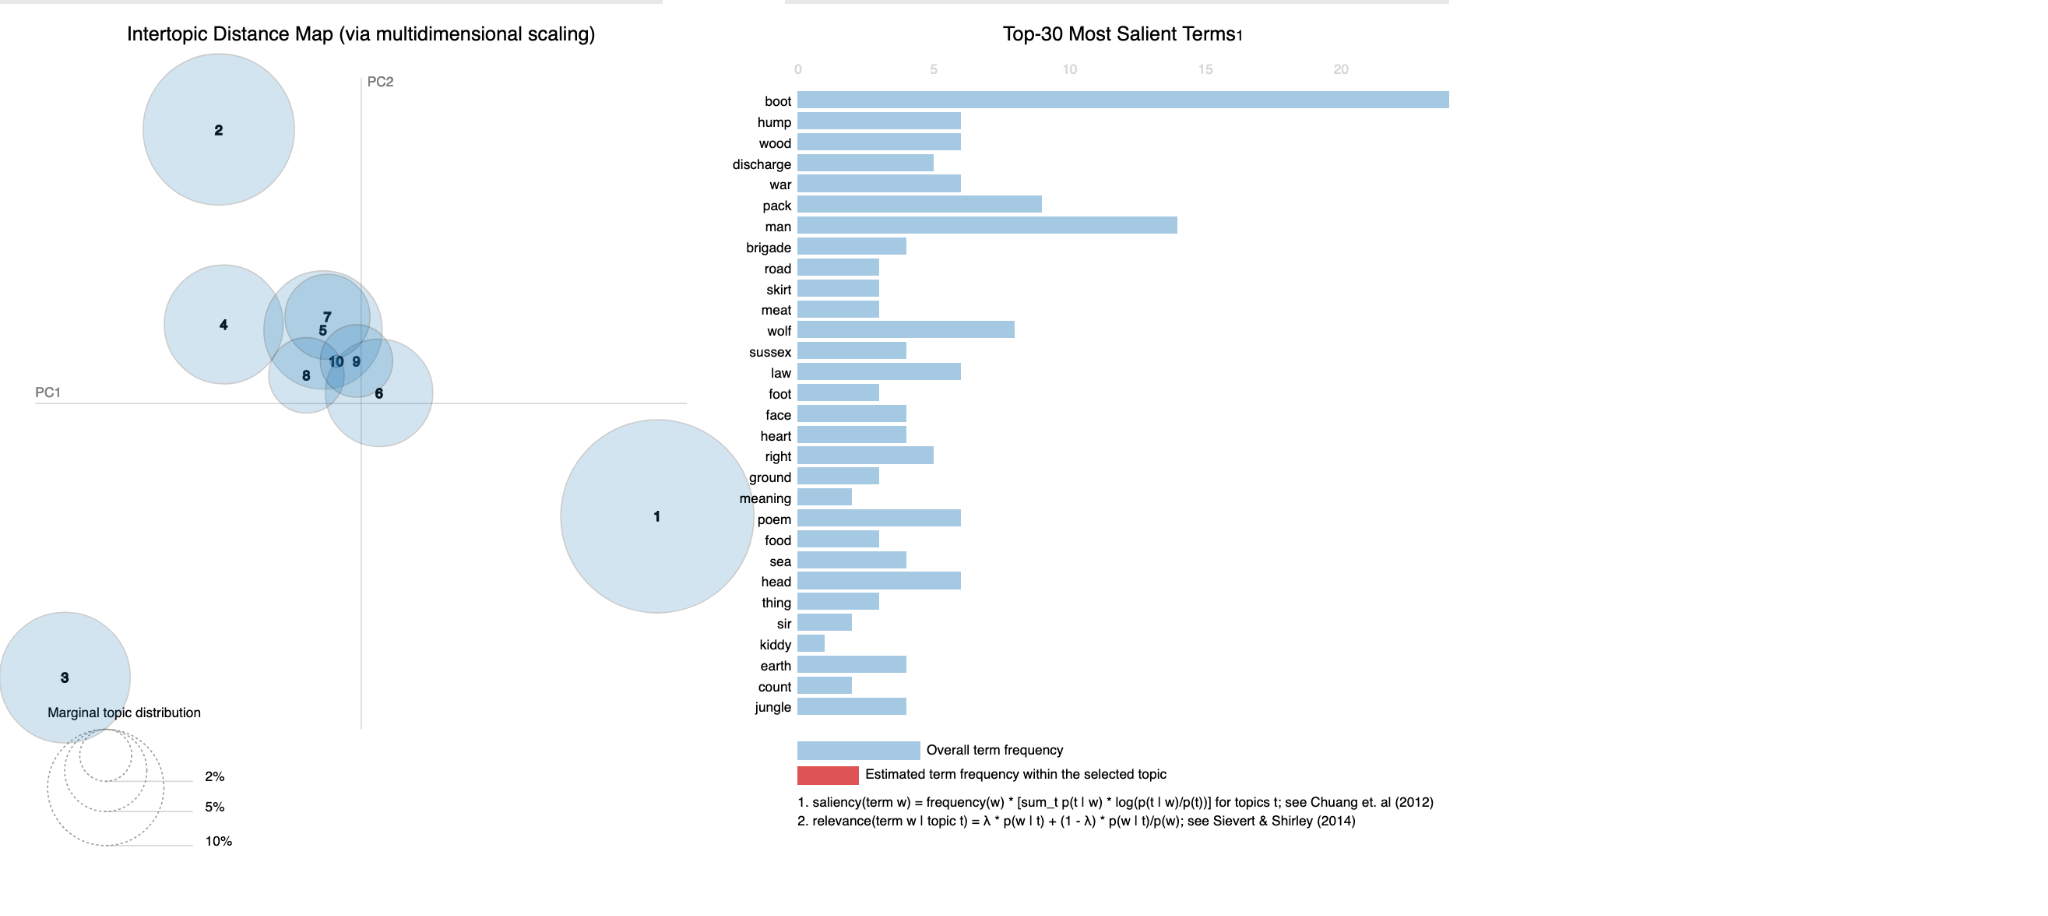 Intertopic Distance Map (via multidimensional scaling)
PC2
PC1
2
4
7
5
10
9
8
6
1
3
Marginal topic distribution
2%
5%
10%
Top-30 Most Salient Terms1
0 5 10 15 20
boot
hump
wood
discharge
war
pack
man
brigade
road
skirt
meat
wolf
sussex
law
foot
face
heart
right
ground
meaning
poem
food
sea
head
thing
sir
kiddy
earth
count
jungle
Overall term frequency
Estimated term frequency within the selected topic
1. saliency(term w) = frequency(w) * [sum_t p(t | w) * log(p(t | w)/p(t))] for topics t; see Chuang et. al (2012)
2. relevance(term w | topic t) = λ * p(w | t) + (1 - λ) * p(w | t)/p(w); see Sievert & Shirley (2014)